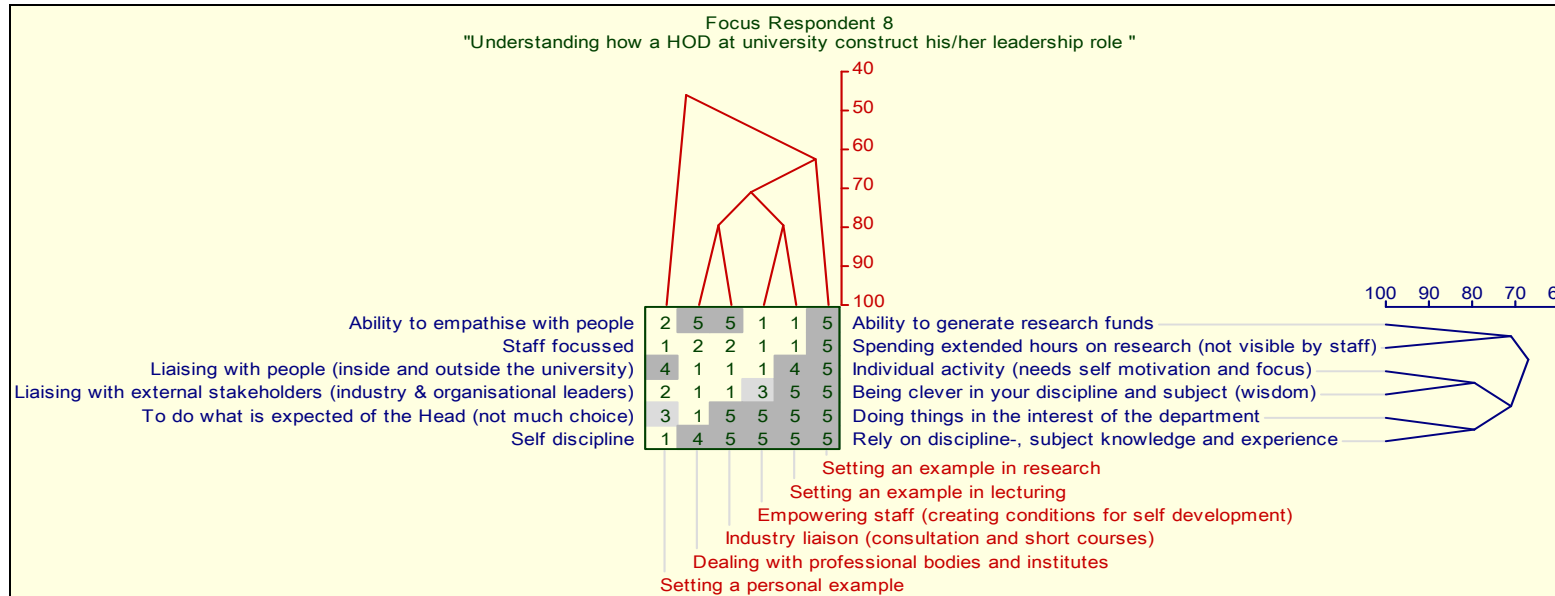 Focus Respondent 8
"Understanding how a HOD at university construct his/her leadership role "
40
50
60
70
80
90
100
100 90 80 70 6
Ability to empathise with people 2 5 5 1 1 5 Ability to generate research funds
Staff focussed 1 2 2 1 1 5 Spending extended hours on research (not visible by staff)
Liaising with people (inside and outside the university) 4 1 1 1 4 5 Individual activity (needs self motivation and focus)
Liaising with external stakeholders (industry & organisational leaders) 2 1 1 3 5 5 Being clever in your discipline and subject (wisdom)
To do what is expected of the Head (not much choice) 3 1 5 5 5 5 Doing things in the interest of the department
Self discipline 1 4 5 5 5 5 Rely on discipline-, subject knowledge and experience
Setting an example in research
Setting an example in lecturing
Empowering staff (creating conditions for self development)
Industry liaison (consultation and short courses)
Dealing with professional bodies and institutes
Setting a personal example